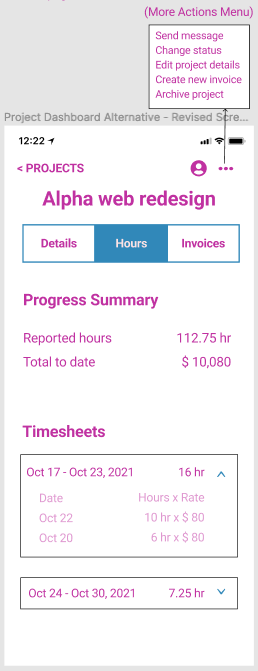 (More Actions Menu)
Send message
Change status
Edit project details
Create new invoice
Archive project
Project Dashboard Alternative - Revised Scre...
12:22
< PROJECTS
Alpha web redesign
Details Hours Invoices
Progress Summary
Reported hours 112.75 hr
Total to date $ 10,080
Timesheets
Oct 17 - Oct 23, 2021 16 hr
Date Hours x Rate
Oct 22 10 hr x $ 80
Oct 20 6 hr x $ 80
Oct 24 - Oct 30, 2021 7.25 hr